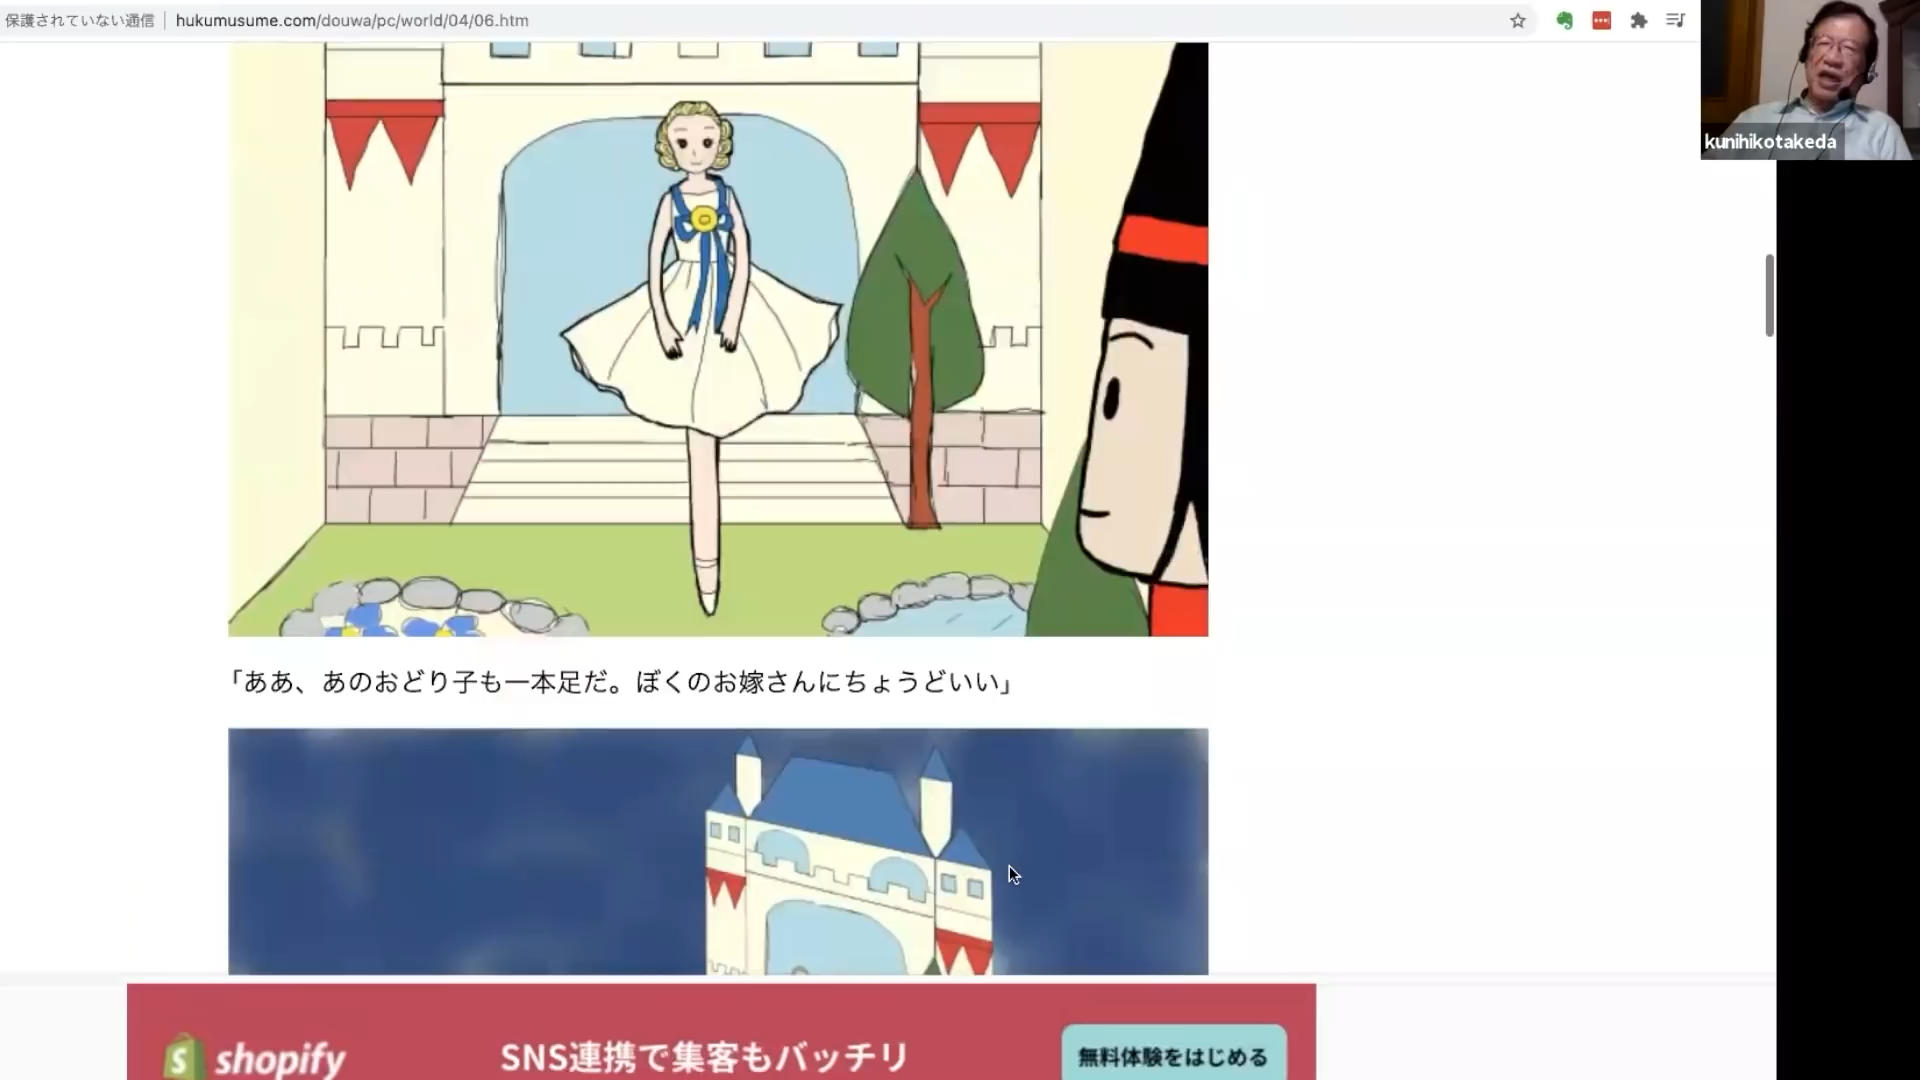 保護されていない通信 | hukumusume.com/douwa/pc/world/04/06.htm
kunihikotakeda
「ああ、あのおどり子も一本足だ。ぼくのお嫁さんにちょうどいい」
shopify
SNS連携で集客もバッチリ
無料体験をはじめる